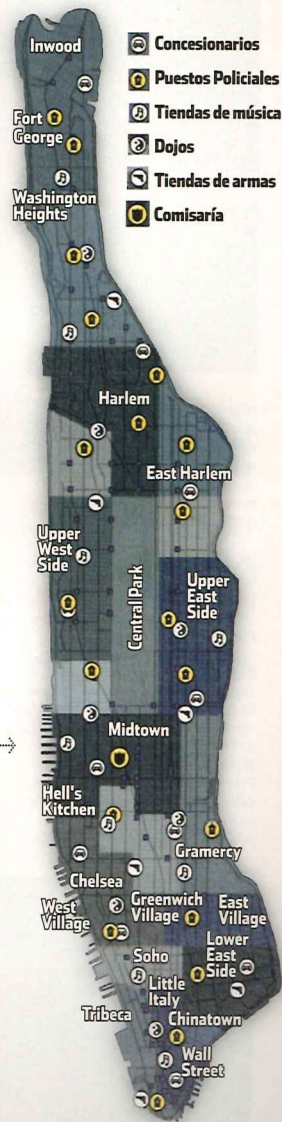 Inwood
Concesionarios
Puestos Policiales
Tiendas de música
Dojos
Tiendas de armas
Comisaría
Fort
George
Washington
Heights
Harlem
East Harlem
Upper
West
Side
Central Park
Upper
East
Side
Midtown
Hell's
Kitchen
Gramercy
Chelsea
West
Village
Greenwich
Village
East
Village
Soho
Lower
East
Side
Little
Italy
Tribeca
Chinatown
Wall
Street